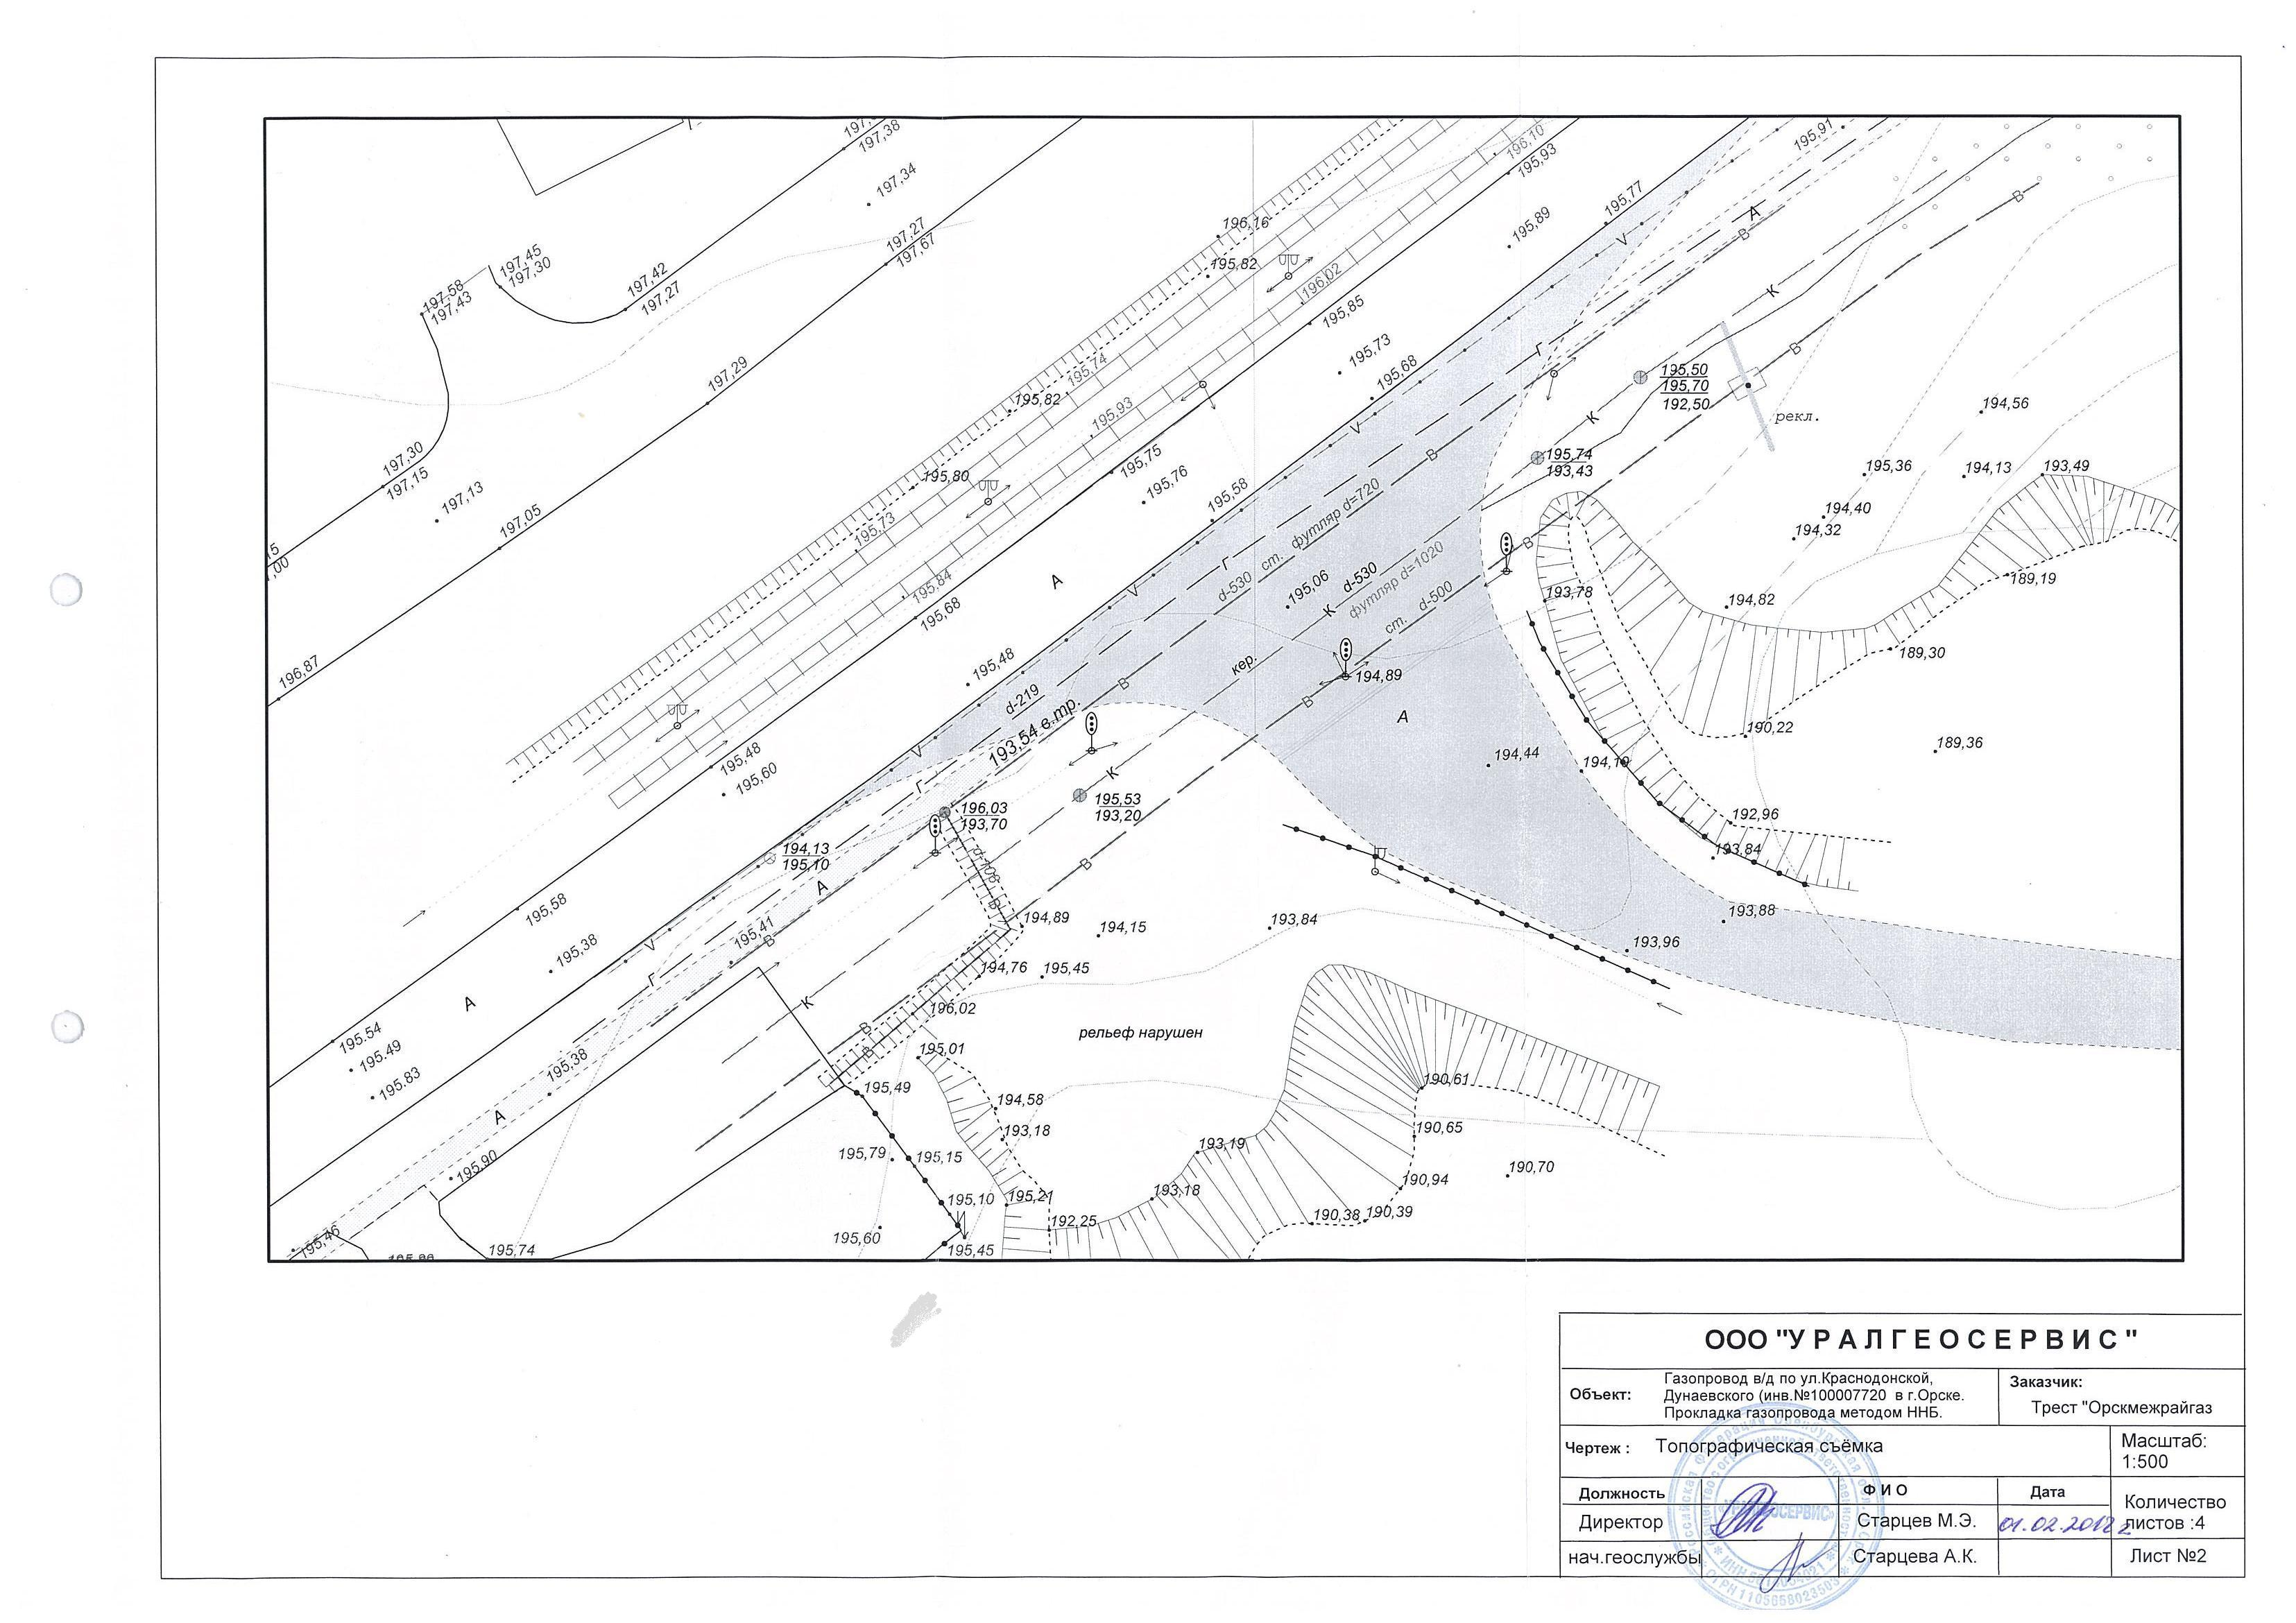 197,38
197,34
197,27
197,67
197,45
197,30
197,58
197,43
197,42
197,27
197,29
197,30
197,15
197,13
197,05
196,87
196,10
195,93
195,91
195,77
195,89
196,16
195,82
196,02
195,85
195,73
195,68
195,74
195,82
195,93
195,75
195,76
195,58
195,80
195,73
195,84
195,68
195,48
V
V
V
V
V
А
А
В
В
К
Г
195,50
195,70
192,50
В
рекл.
К
195,74
193,43
194,56
195,36
194,13
193,49
194,40
194,32
189,19
В
Г
d-530 ст. футляр d=720
195,06
d-530
К
футляр d=1020
ст. d-500
В
193,78
194,82
189,30
А
кер.
194,89
В
В
А
190,22
189,36
194,44
194,19
d-219
193,54 в.тр.
Г
К
195,48
195,60
196,03
193,70
195,53
193,20
192,96
193,84
194,13
195,10
А
В
d-706
В
194,89
194,15
193,84
193,88
193,96
195,58
195,38
195,41
В
V
Г
194,76
195,45
А
К
196,02
В
В
рельеф нарушен
195.54
195.49
195.83
195,38
195,01
195,49
А
194,58
193,18
190,61
190,65
193,19
195,79
195,15
190,94
190,70
195,90
195,10
195,21
193,18
192,25
190,38
190,39
195,46
195,74
195,60
195,45
ООО "УРАЛГЕОСЕРВИС"
Объект:
Газопровод в/д по ул.Краснодонской,
Дунаевского (инв.№100007720 в г.Орске.
Прокладка газопровода методом ННБ.
Заказчик:
Трест "Орскмежрайгаз
Чертеж : Топографическая съёмка
Масштаб:
1:500
Должность ФИО Дата
Количество
листов :4
Директор Старцев М.Э. 01.02.2012г
нач.геослужбы Старцева А.К.
Лист №2